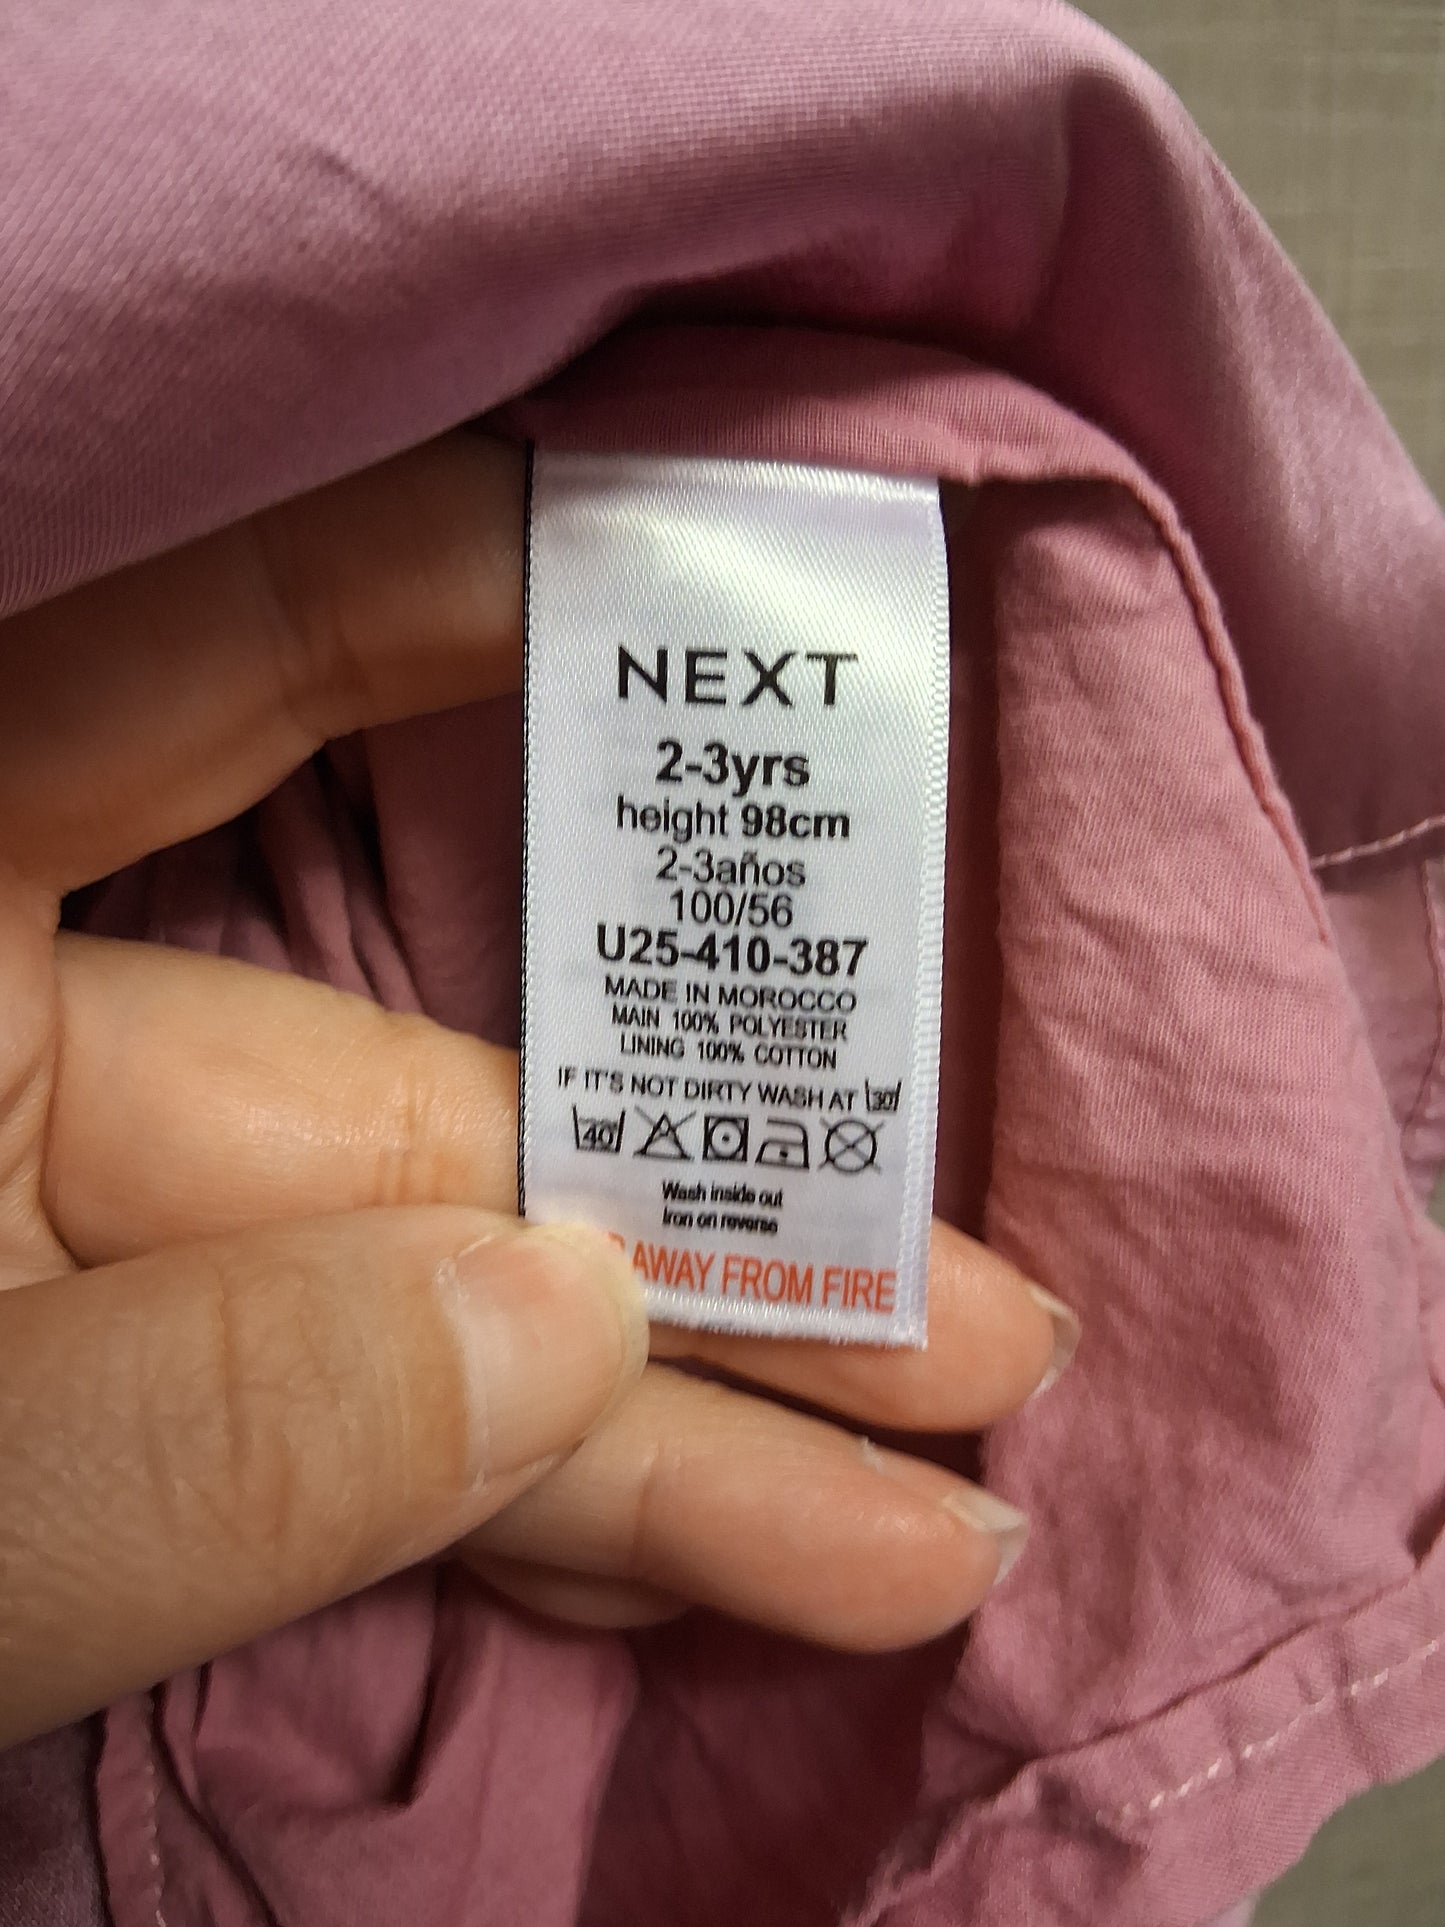 NEXT
2-3yrs
height 98cm
2-3años
100/56
U25-410-387
MADE IN MOROCCO
MAIN 100% POLYESTER
LINING 100% COTTON
IF IT'S NOT DIRTY WASH AT 30
40
Wash inside out
Iron on reverse
AWAY FROM FIRE